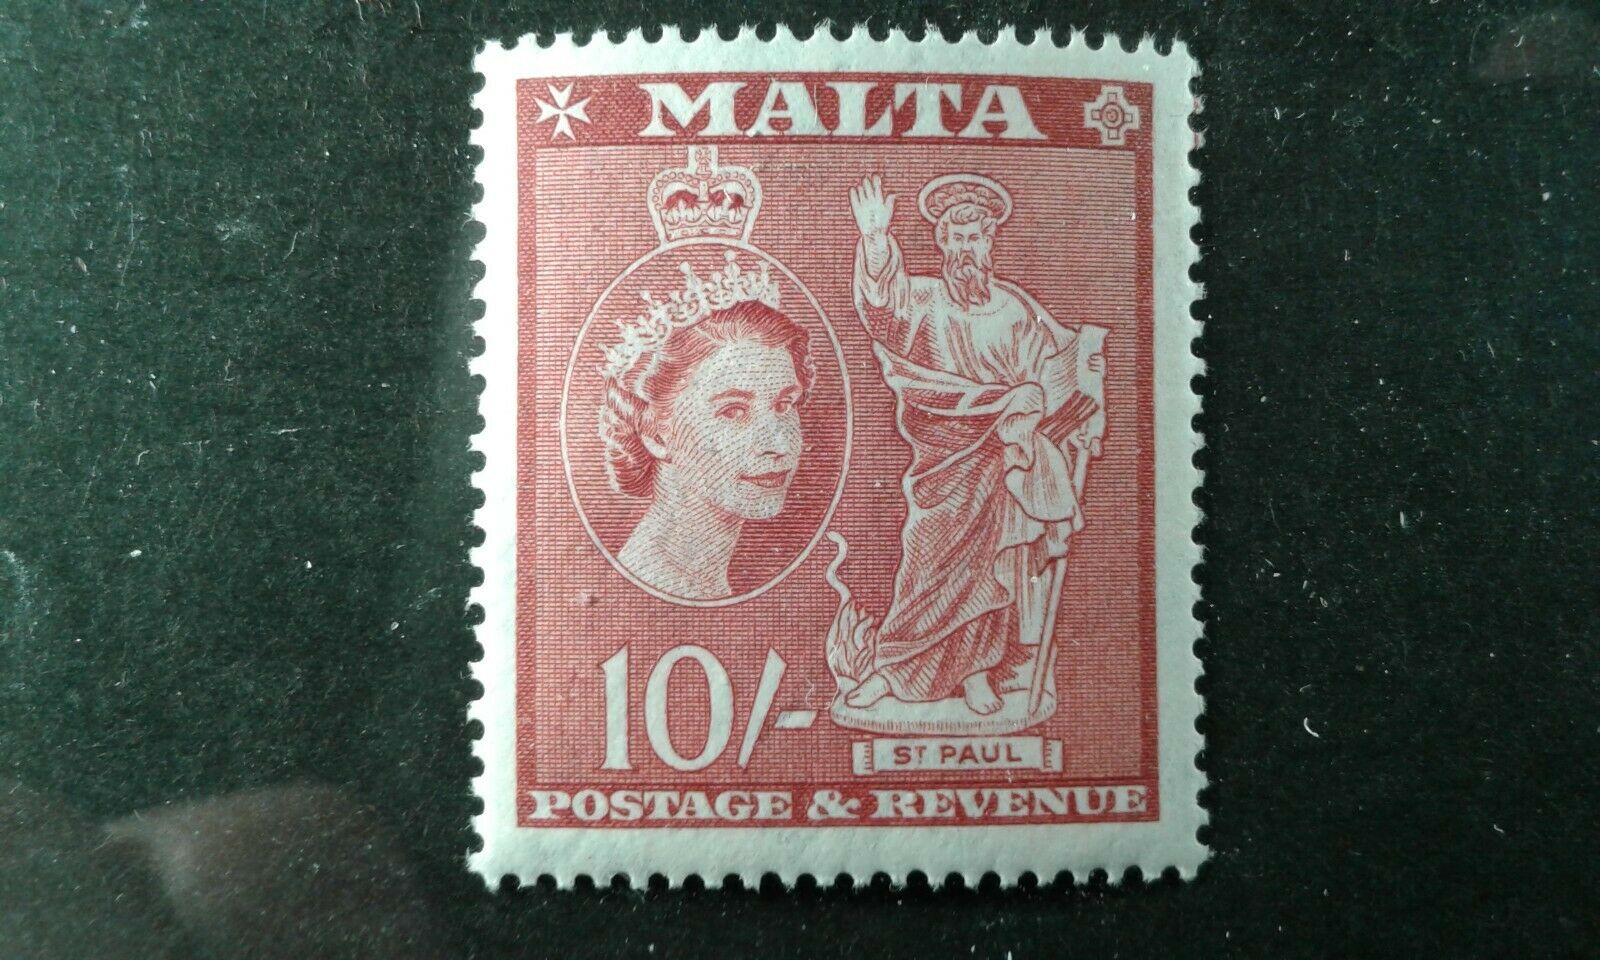 MALTA
10/-
ST PAUL
POSTAGE & REVENUE